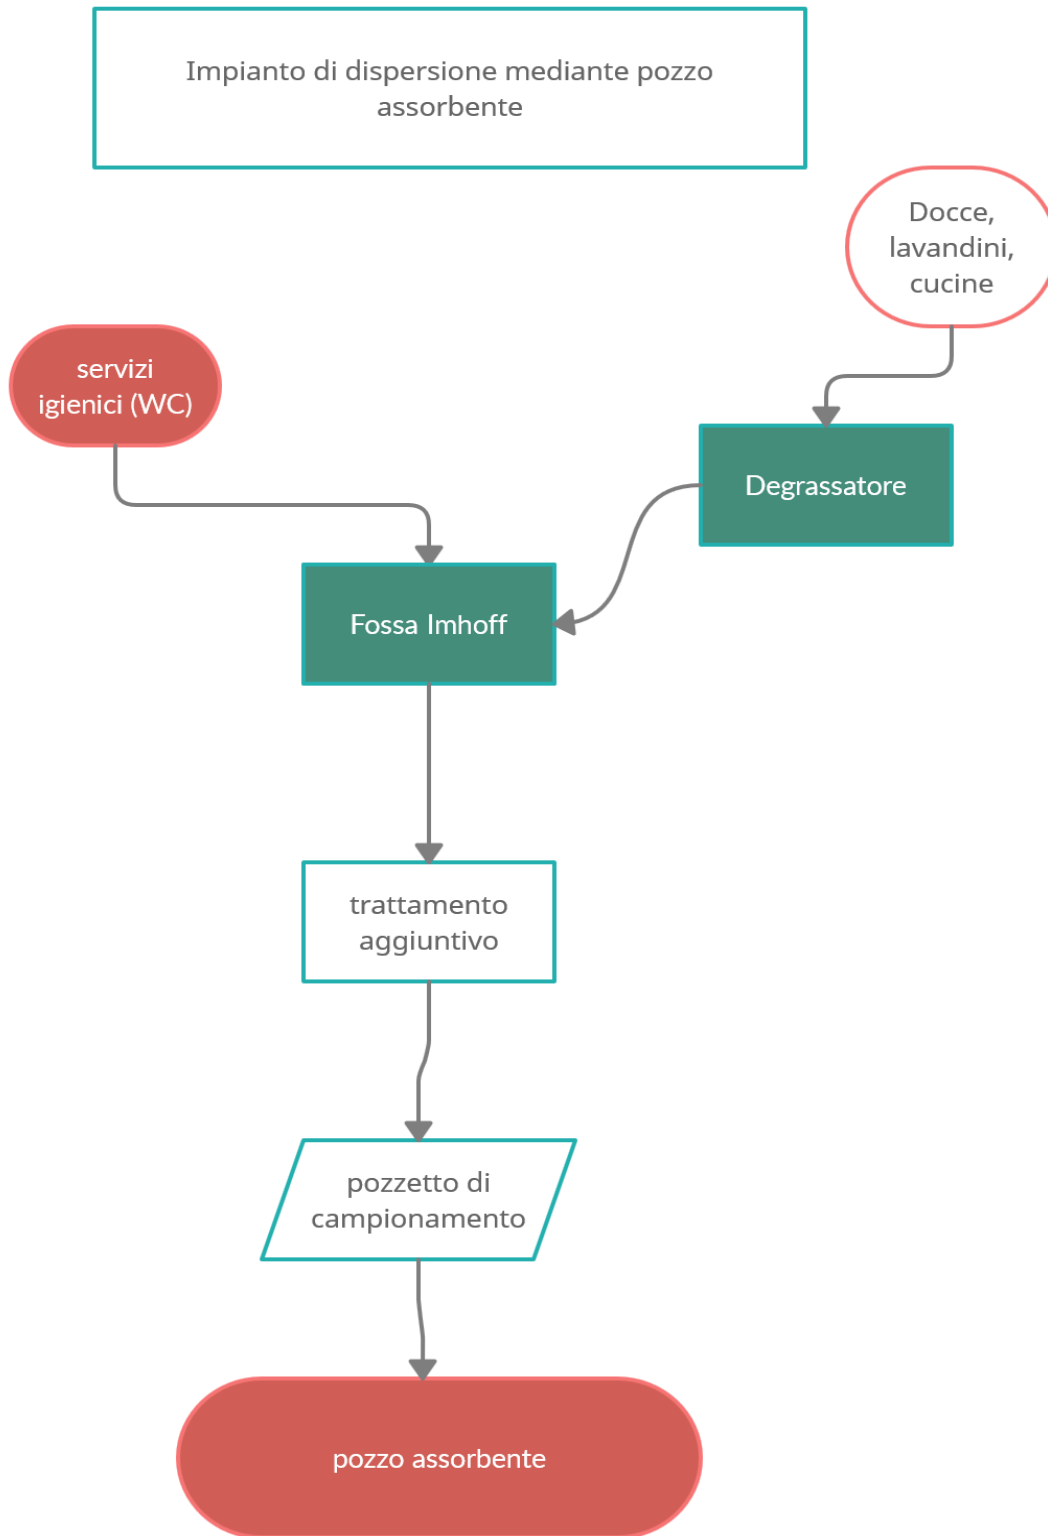 Impianto di dispersione mediante pozzo
assorbente
Docce,
lavandini,
cucine
servizi
igienici (WC)
Degrassatore
Fossa Imhoff
trattamento
aggiuntivo
pozzetto di
campionamento
pozzo assorbente